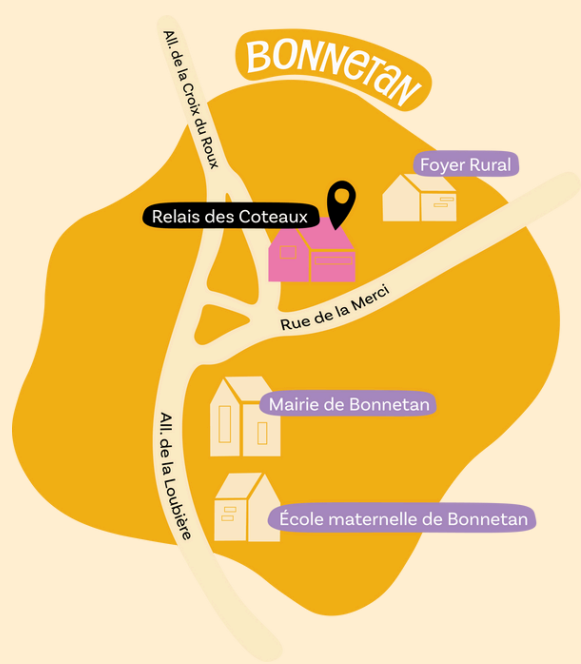 BONNETAN
All. de la Croix du Roux
Foyer Rural
Relais des Coteaux
Rue de la Merci
Mairie de Bonnetan
All. de la Loubière
École maternelle de Bonnetan